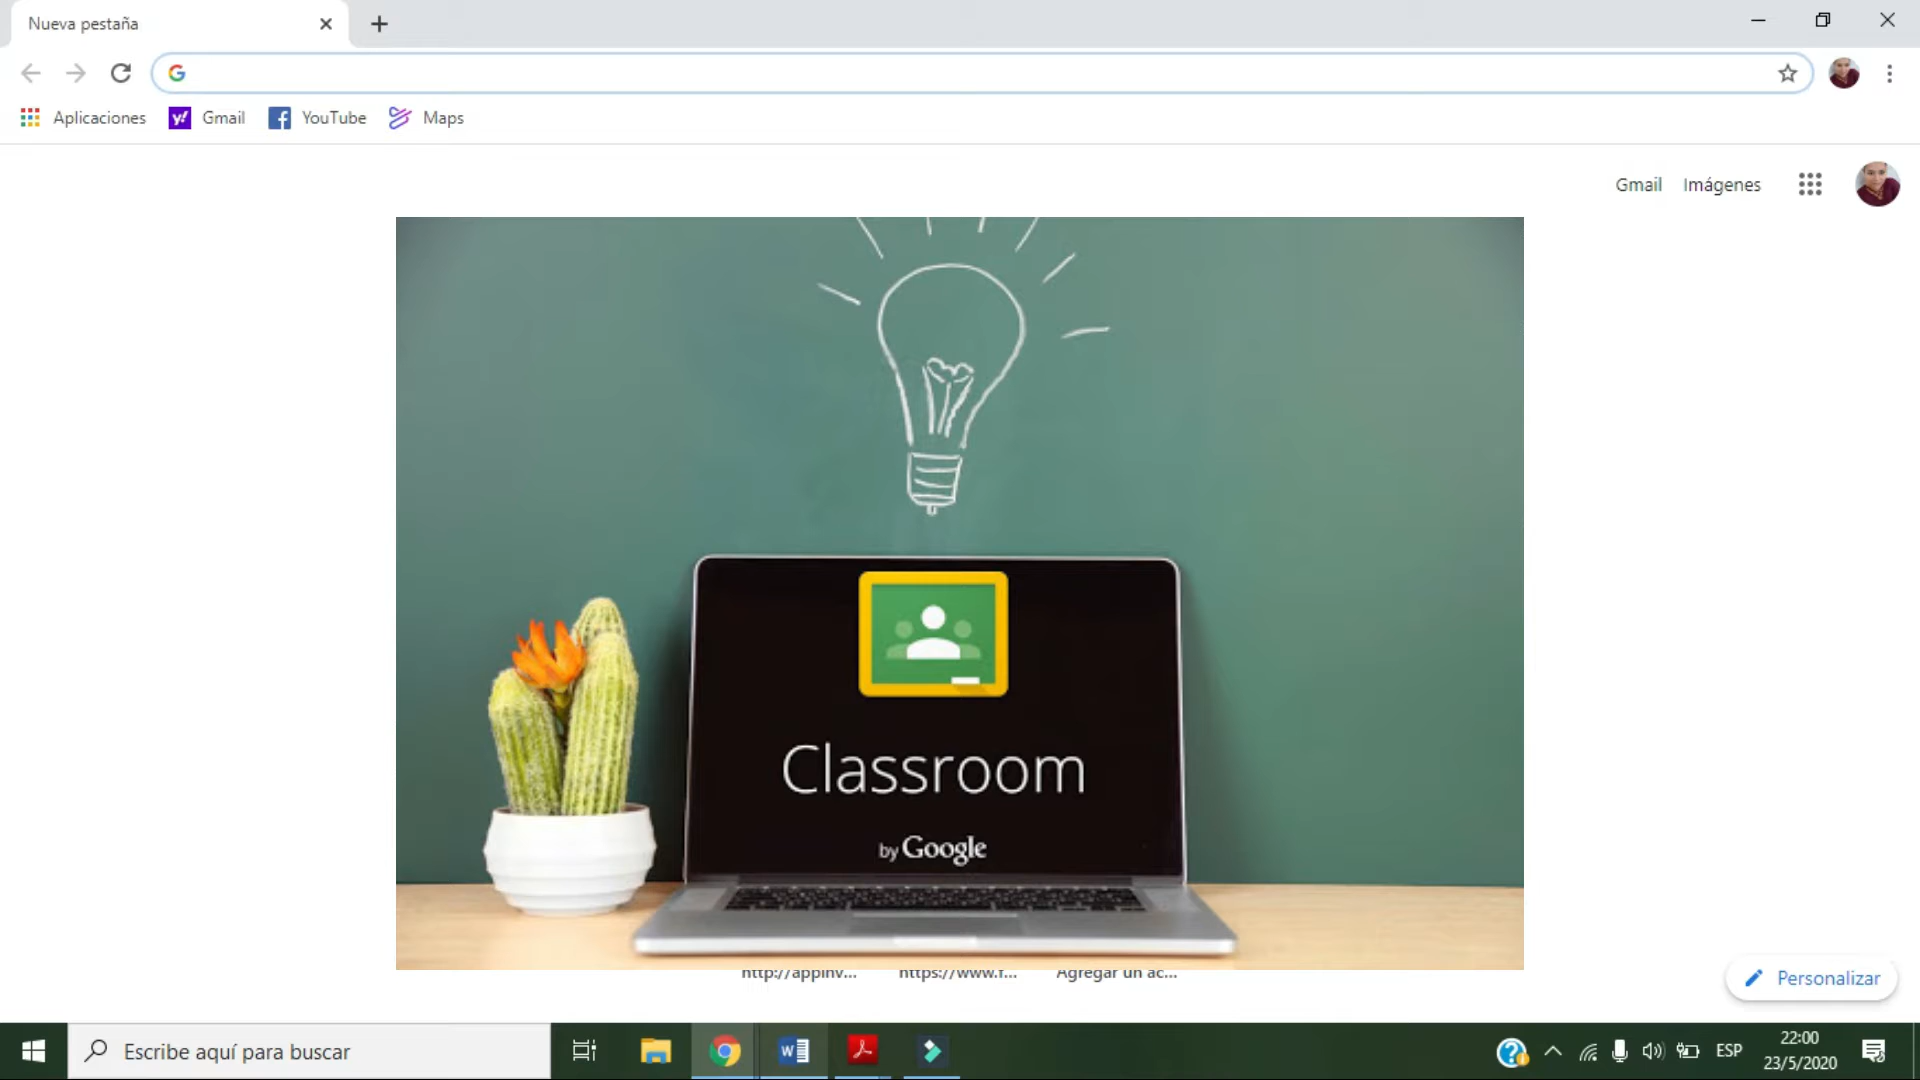 Nueva pestaña
Aplicaciones
Gmail
YouTube
Maps
Gmail
Imágenes
Classroom
by Google
http://appinv...
https://www.f...
Agregar un ac...
Personalizar
Escribe aquí para buscar
ESP
22:00
23/5/2020